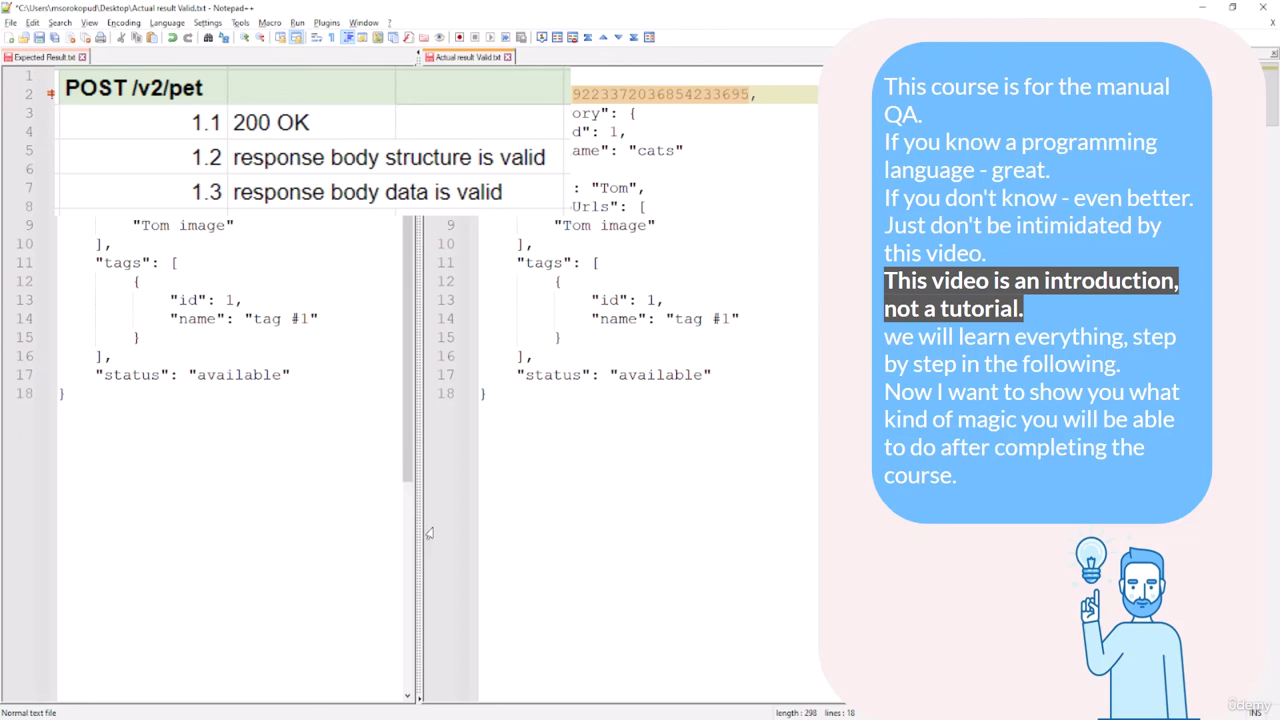 *C:\Users\msorokopud\Desktop\Actual result Valid.txt - Notepad++
File Edit Search View Encoding Language Settings Tools Macro Run Plugins Window ?
Expected Result.txt
Actual result Valid.txt
POST /v2/pet
1.1 200 OK
1.2 response body structure is valid
1.3 response body data is valid
1
2
3
4
5
6
7
8
9 "Tom image"
10 ],
11 "tags": [
12 {
13 "id": 1,
14 "name": "tag #1"
15 }
16 ],
17 "status": "available"
18 }
9223372036854233695,
ory": {
d": 1,
ame": "cats"
: "Tom",
Urls": [
9 "Tom image"
10 ],
11 "tags": [
12 {
13 "id": 1,
14 "name": "tag #1"
15 }
16 ],
17 "status": "available"
18 }
This course is for the manual
QA.
If you know a programming
language - great.
If you don't know - even better.
Just don't be intimidated by
this video.
This video is an introduction,
not a tutorial.
we will learn everything, step
by step in the following.
Now I want to show you what
kind of magic you will be able
to do after completing the
course.
Normal text file
length : 298 lines : 18
INS
ûdemy